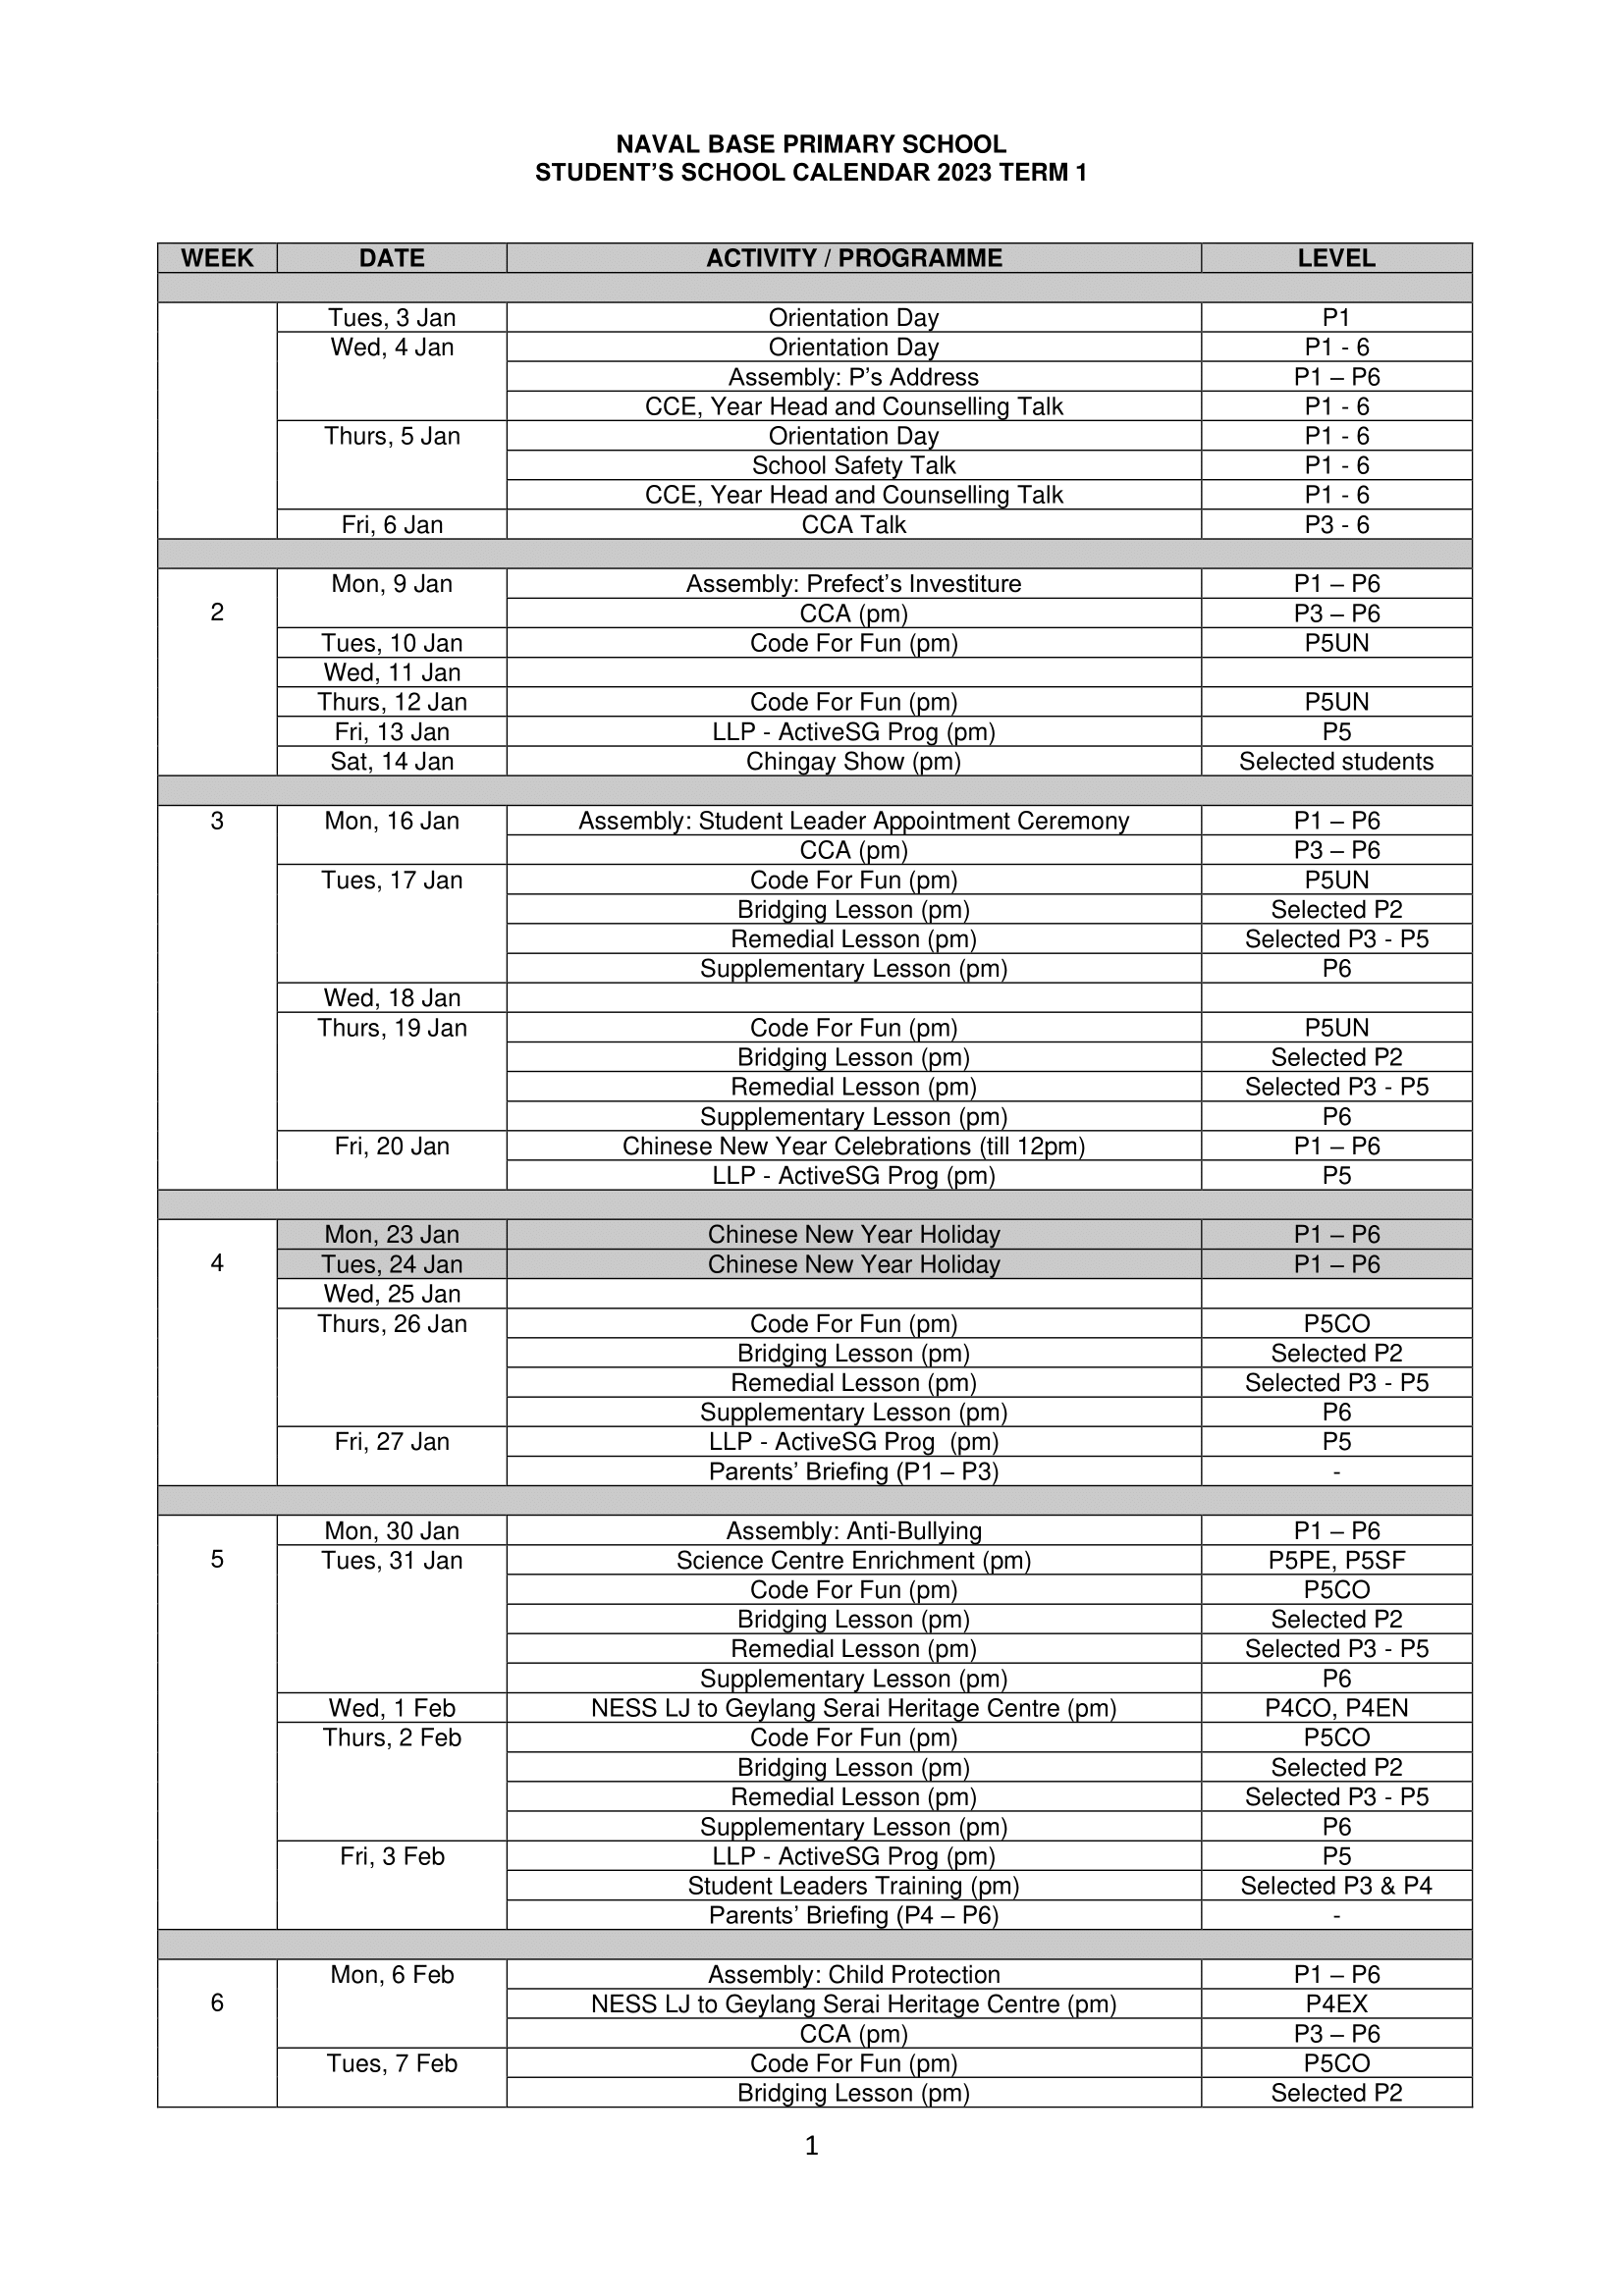 NAVAL BASE PRIMARY SCHOOL
STUDENT’S SCHOOL CALENDAR 2023 TERM 1
WEEK DATE ACTIVITY / PROGRAMME LEVEL
Tues, 3 Jan Orientation Day P1
Wed, 4 Jan Orientation Day P1 - 6
Assembly: P’s Address P1 – P6
CCE, Year Head and Counselling Talk P1 - 6
Thurs, 5 Jan Orientation Day P1 - 6
School Safety Talk P1 - 6
CCE, Year Head and Counselling Talk P1 - 6
Fri, 6 Jan CCA Talk P3 - 6
Mon, 9 Jan Assembly: Prefect’s Investiture P1 – P6
2 CCA (pm) P3 – P6
Tues, 10 Jan Code For Fun (pm) P5UN
Wed, 11 Jan
Thurs, 12 Jan Code For Fun (pm) P5UN
Fri, 13 Jan LLP - ActiveSG Prog (pm) P5
Sat, 14 Jan Chingay Show (pm) Selected students
3 Mon, 16 Jan Assembly: Student Leader Appointment Ceremony P1 – P6
CCA (pm) P3 – P6
Tues, 17 Jan Code For Fun (pm) P5UN
Bridging Lesson (pm) Selected P2
Remedial Lesson (pm) Selected P3 - P5
Supplementary Lesson (pm) P6
Wed, 18 Jan
Thurs, 19 Jan Code For Fun (pm) P5UN
Bridging Lesson (pm) Selected P2
Remedial Lesson (pm) Selected P3 - P5
Supplementary Lesson (pm) P6
Fri, 20 Jan Chinese New Year Celebrations (till 12pm) P1 – P6
LLP - ActiveSG Prog (pm) P5
Mon, 23 Jan Chinese New Year Holiday P1 – P6
4 Tues, 24 Jan Chinese New Year Holiday P1 – P6
Wed, 25 Jan
Thurs, 26 Jan Code For Fun (pm) P5CO
Bridging Lesson (pm) Selected P2
Remedial Lesson (pm) Selected P3 - P5
Supplementary Lesson (pm) P6
Fri, 27 Jan LLP - ActiveSG Prog (pm) P5
Parents’ Briefing (P1 – P3) -
Mon, 30 Jan Assembly: Anti-Bullying P1 – P6
5 Tues, 31 Jan Science Centre Enrichment (pm) P5PE, P5SF
Code For Fun (pm) P5CO
Bridging Lesson (pm) Selected P2
Remedial Lesson (pm) Selected P3 - P5
Supplementary Lesson (pm) P6
Wed, 1 Feb NESS LJ to Geylang Serai Heritage Centre (pm) P4CO, P4EN
Thurs, 2 Feb Code For Fun (pm) P5CO
Bridging Lesson (pm) Selected P2
Remedial Lesson (pm) Selected P3 - P5
Supplementary Lesson (pm) P6
Fri, 3 Feb LLP - ActiveSG Prog (pm) P5
Student Leaders Training (pm) Selected P3 & P4
Parents’ Briefing (P4 – P6) -
Mon, 6 Feb Assembly: Child Protection P1 – P6
6 NESS LJ to Geylang Serai Heritage Centre (pm) P4EX
CCA (pm) P3 – P6
Tues, 7 Feb Code For Fun (pm) P5CO
Bridging Lesson (pm) Selected P2
1